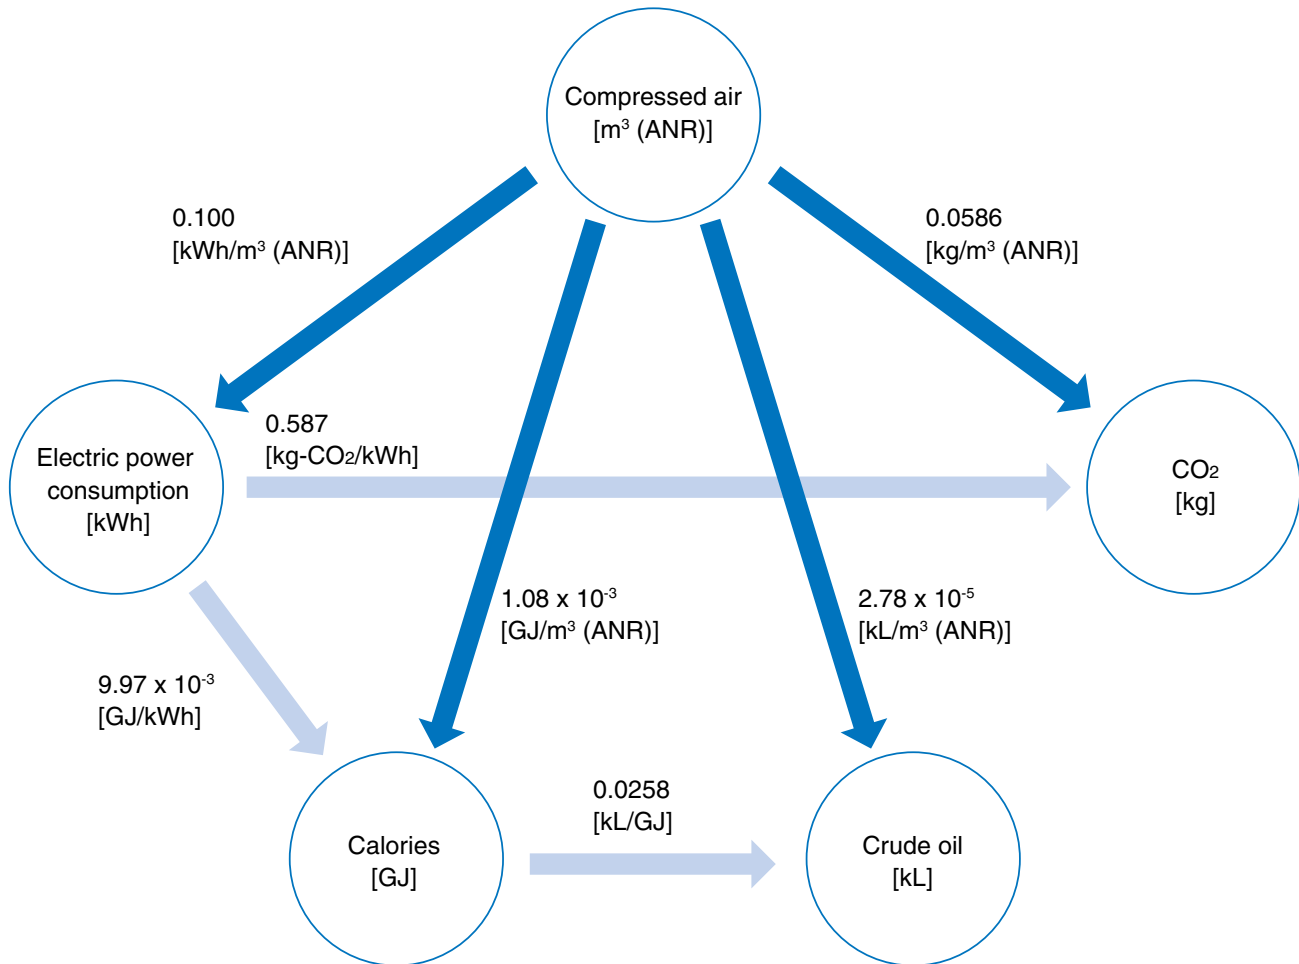 Compressed air
[m³ (ANR)]
0.100
[kWh/m³ (ANR)]
0.0586
[kg/m³ (ANR)]
0.587
[kg-CO₂/kWh]
Electric power
consumption
[kWh]
CO₂
[kg]
1.08 x 10⁻³
[GJ/m³ (ANR)]
2.78 x 10⁻⁵
[kL/m³ (ANR)]
9.97 x 10⁻³
[GJ/kWh]
0.0258
[kL/GJ]
Calories
[GJ]
Crude oil
[kL]